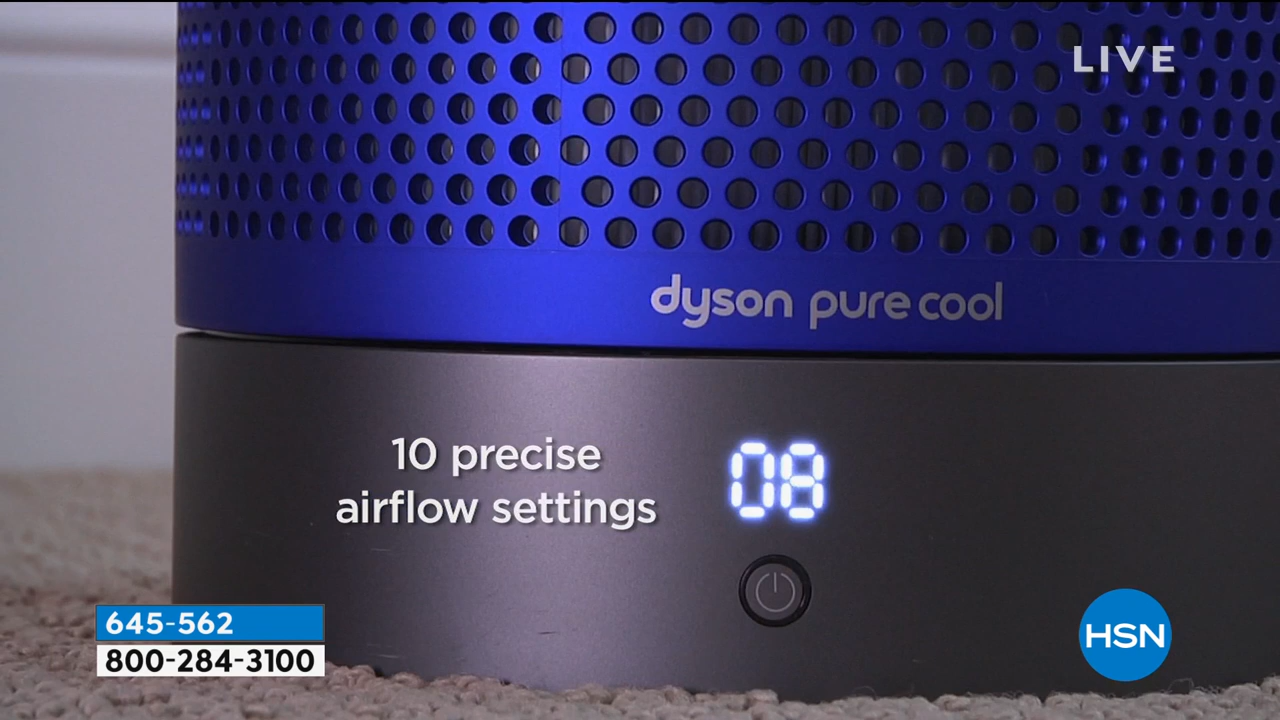 LIVE
dyson pure cool
10 precise
airflow settings
08
645-562
800-284-3100
HSN